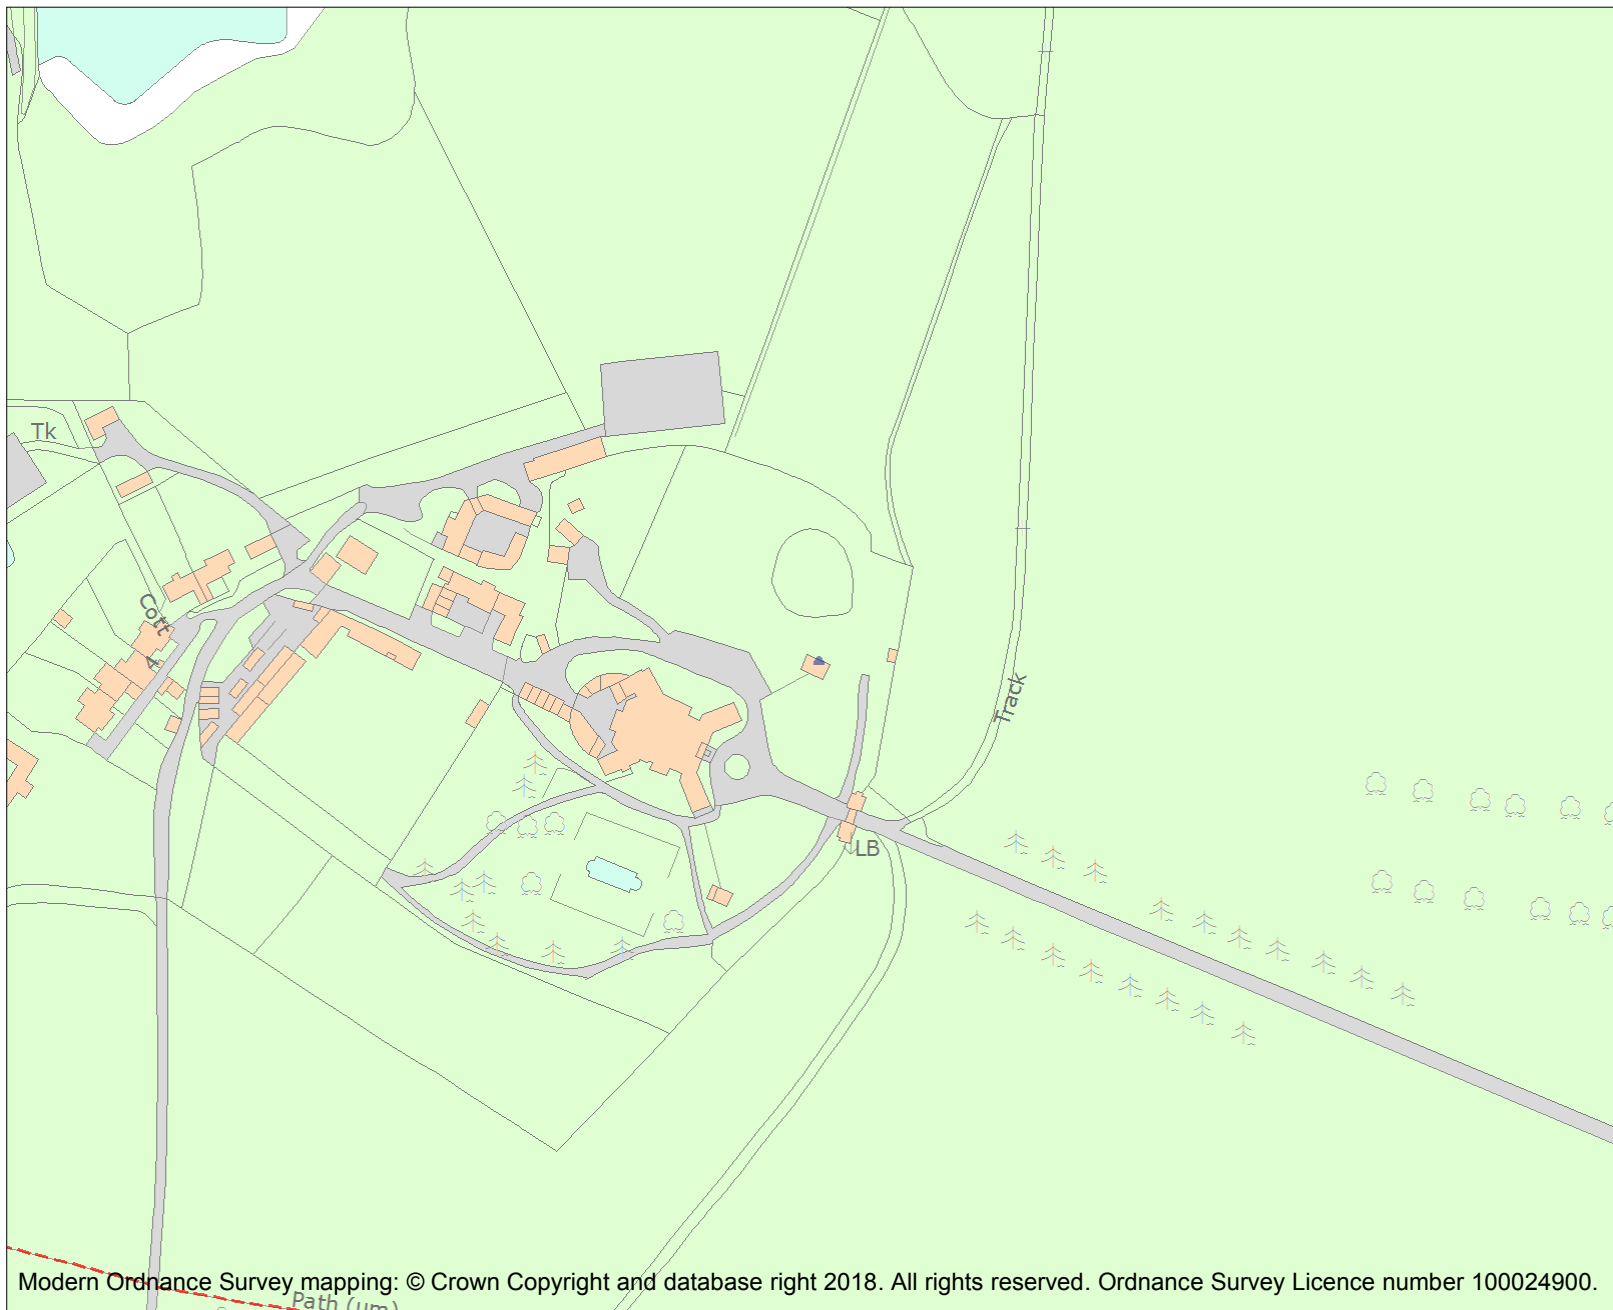 Tk
Cott
4
Track
LB
Modern Ordnance Survey mapping: © Crown Copyright and database right 2018. All rights reserved. Ordnance Survey Licence number 100024900.
Path (um)